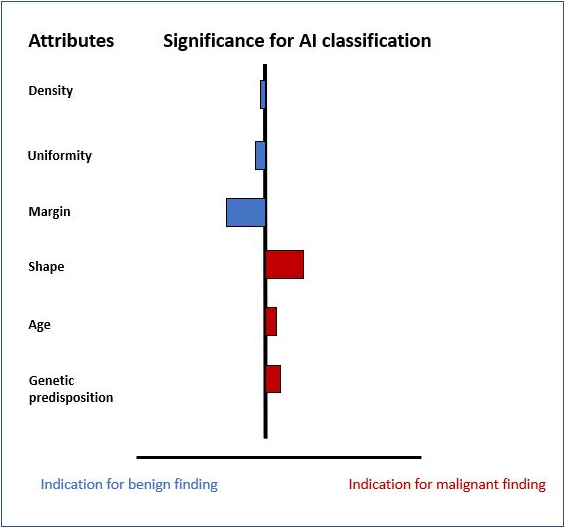 Attributes
Significance for AI classification
Density
Uniformity
Margin
Shape
Age
Genetic
predisposition
Indication for benign finding
Indication for malignant finding